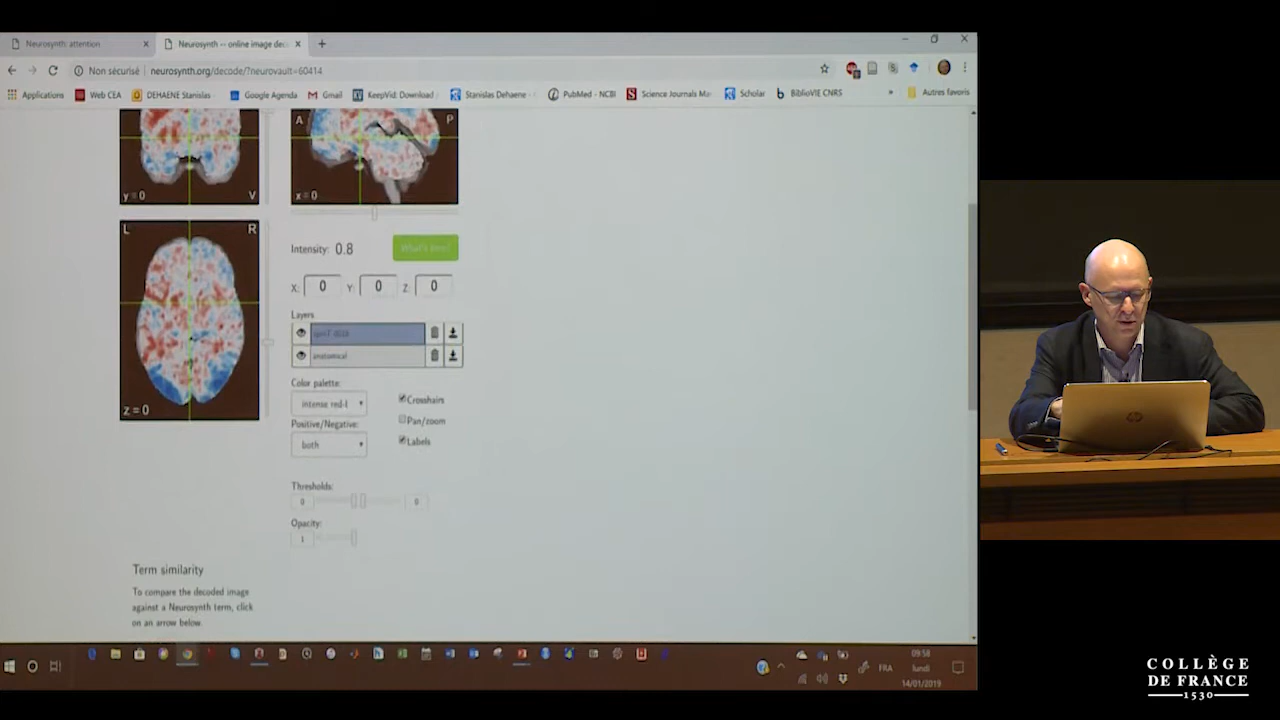 Neurosynth: attention
Neurosynth -- online image dec
Non sécurisé | neurosynth.org/decode/?neurovault=60414
Applications Web CEA DEHAENE Stanislas - Google Agenda Gmail KeepVid: Download Stanislas Dehaene - PubMed - NCBI Science Journals Ma Scholar BiblioVIE CNRS » Autres favoris
A P
y = 0 V
x = 0
L R
Intensity: 0.8
X: 0 Y: 0 Z: 0
Layers
anatomical
Color palette:
intense red-l
Crosshairs
Pan/zoom
Positive/Negative:
both
Labels
z = 0
Thresholds:
0 0
Opacity:
1
Term similarity
To compare the decoded image
against a Neurosynth term, click
on an arrow below.
FRA
09:58
lundi
14/01/2019
hp
COLLÈGE
DE FRANCE
1530